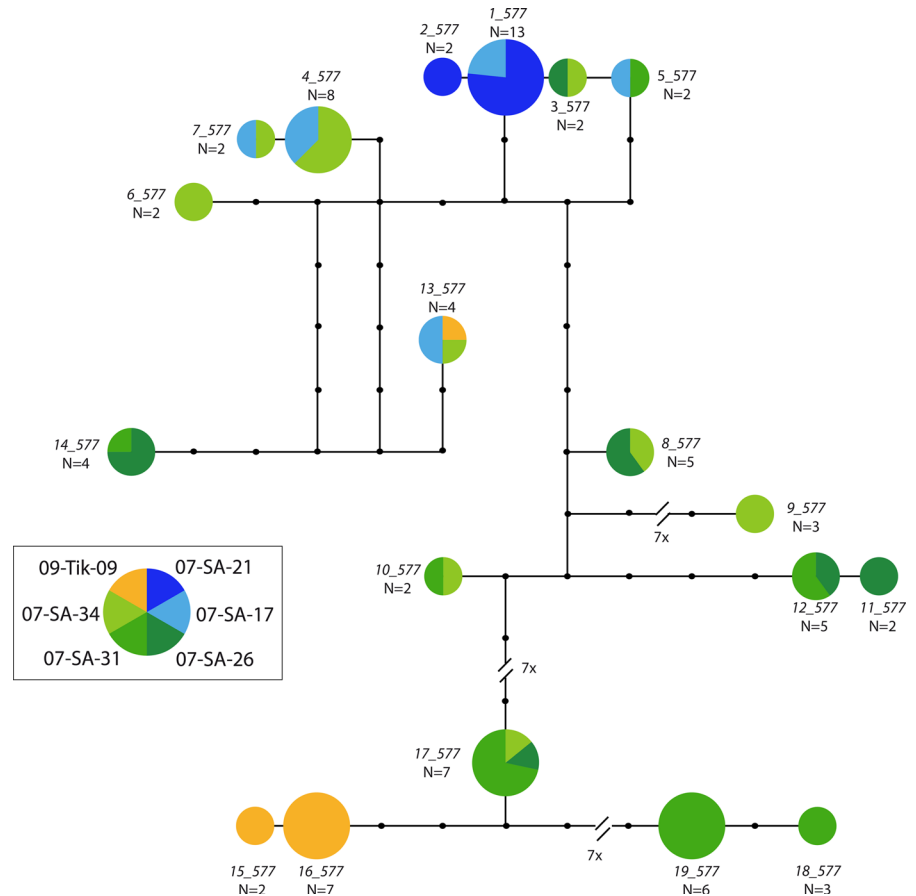 1_577
N=13
2_577
N=2
3_577
N=2
5_577
N=2
4_577
N=8
7_577
N=2
6_577
N=2
13_577
N=4
14_577
N=4
8_577
N=5
9_577
N=3
7x
10_577
N=2
12_577
N=5
11_577
N=2
09-Tik-09
07-SA-21
07-SA-34
07-SA-17
07-SA-31
07-SA-26
7x
17_577
N=7
15_577
N=2
16_577
N=7
7x
19_577
N=6
18_577
N=3